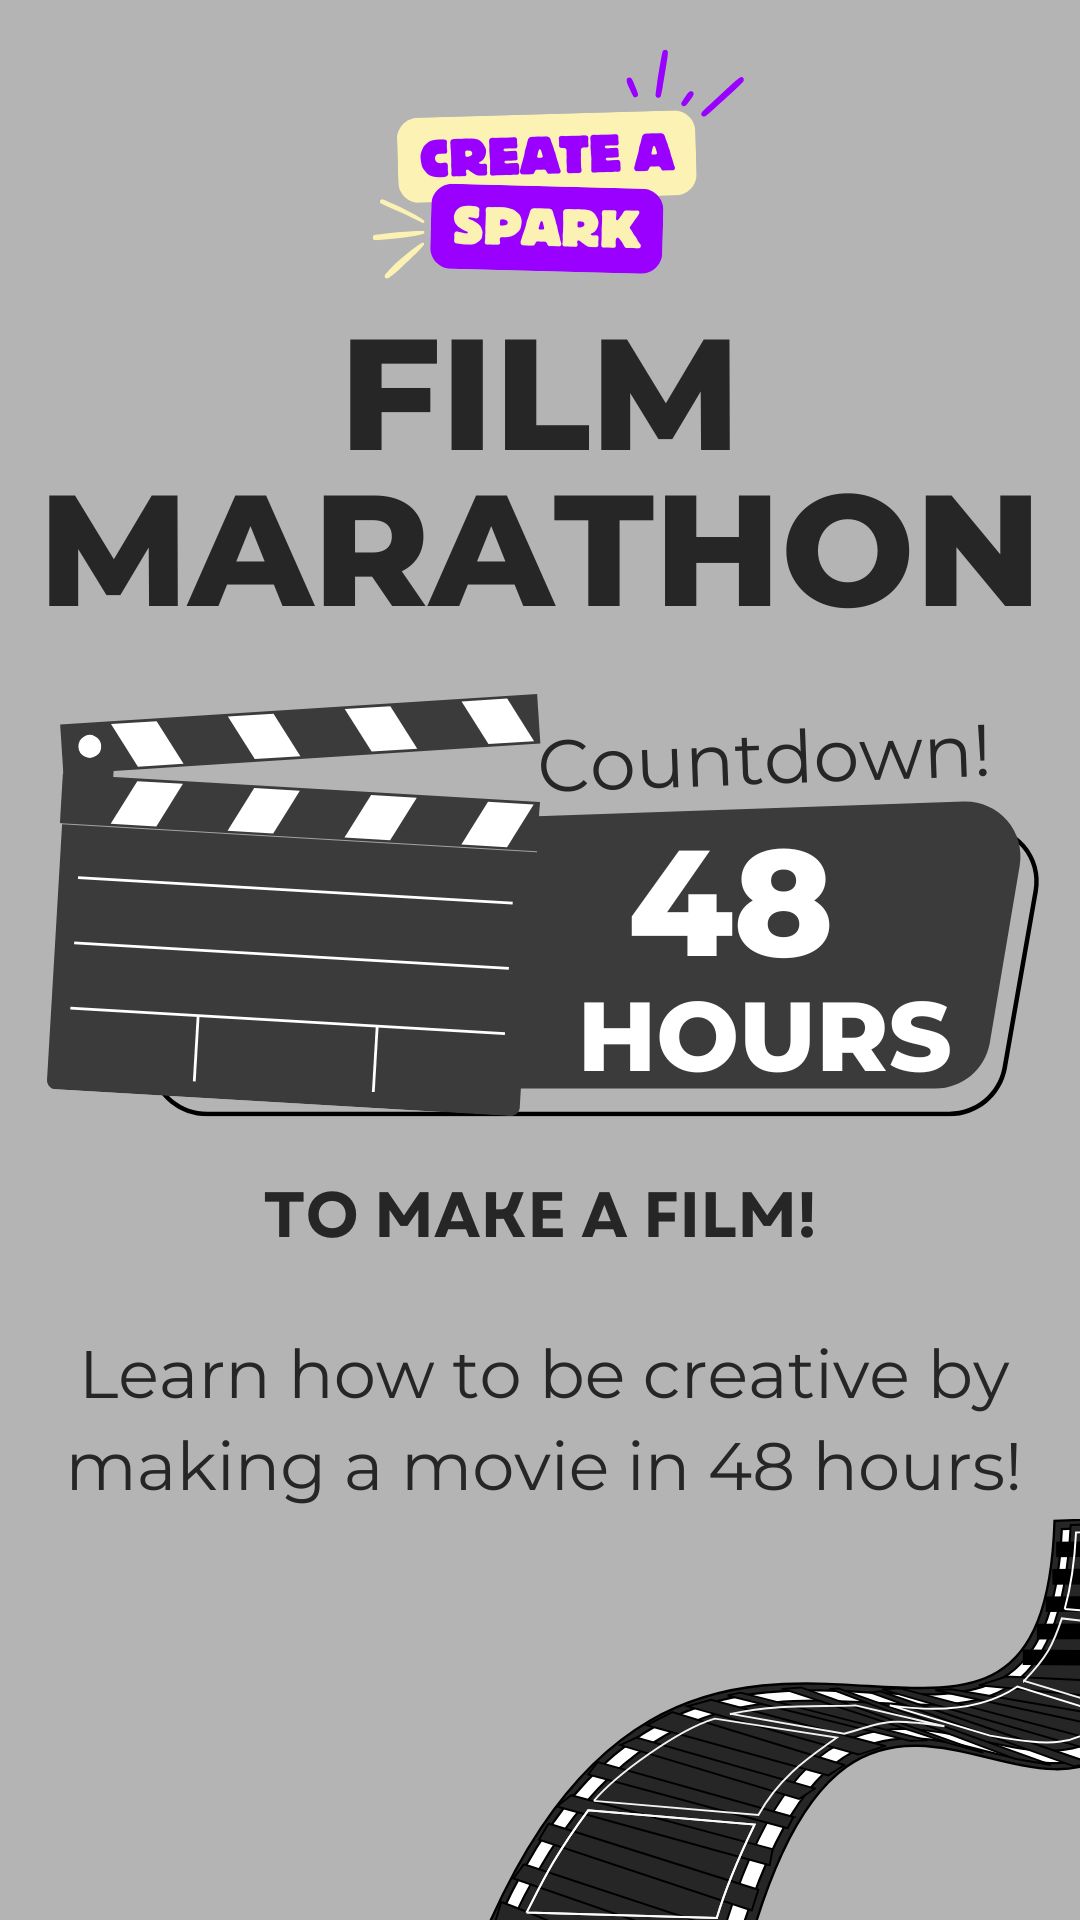 CREATE A
SPARK
FILM
MARATHON
Countdown!
48
HOURS
TO MAKE A FILM!
Learn how to be creative by
making a movie in 48 hours!